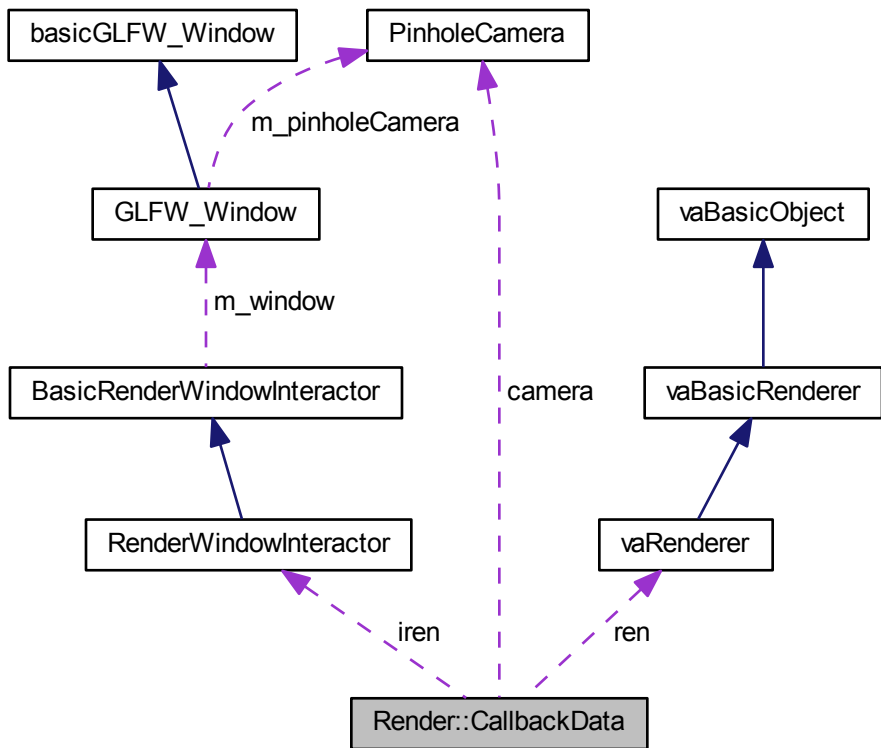 basicGLFW_Window
PinholeCamera
m_pinholeCamera
GLFW_Window
vaBasicObject
m_window
BasicRenderWindowInteractor
camera
vaBasicRenderer
RenderWindowInteractor
vaRenderer
iren
ren
Render::CallbackData